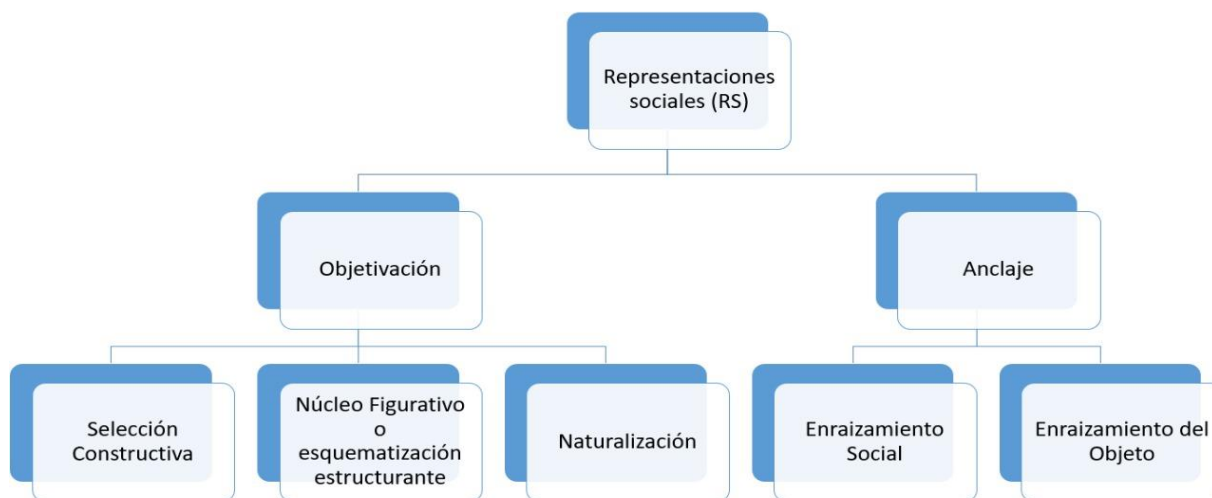 Representaciones
sociales (RS)
Objetivación
Anclaje
Selección
Constructiva
Núcleo Figurativo
o
esquematización
estructurante
Naturalización
Enraizamiento
Social
Enraizamiento del
Objeto